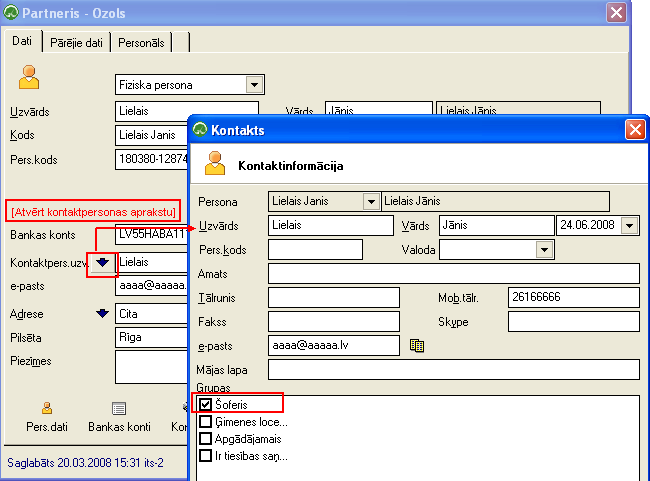 Partneris - Ozols
Dati Pārējie dati Personāls
Fiziska persona
Uzvārds Lielais Vārds Jānis Lielais Jānis
Kods Lielais Janis
Pers.kods 180380-12874
[Atvērt kontaktpersonas aprakstu]
Bankas konts LV55HABA11
Kontaktpers.uzv. Lielais
e-pasts aaaa@aaaaa.
Adrese Cita
Pilsēta Rīga
Piezīmes
Pers.dati Bankas konti Kon
Saglabāts 20.03.2008 15:31 its-2
Kontakts
Kontaktinformācija
Persona Lielais Janis Lielais Jānis
Uzvārds Lielais Vārds Jānis 24.06.2008
Pers.kods Valoda
Amats
Tālrunis Mob.tālr. 26166666
Fakss Skype
e-pasts aaaa@aaaaa.lv
Mājas lapa
Grupas
Šoferis
Ģimenes loce...
Apgādājamais
Ir tiesības saņ...